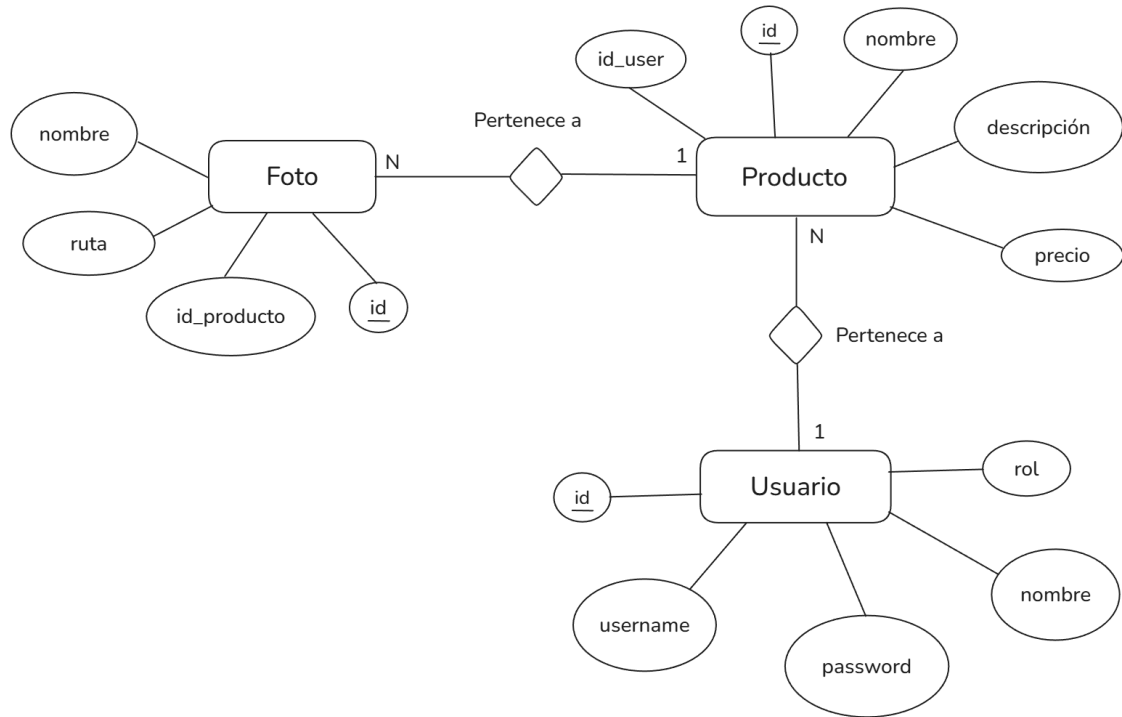 id
nombre
id_user
descripción
nombre
Pertenece a
Foto
N
1
Producto
ruta
N
precio
id_producto
id
Pertenece a
1
rol
id
Usuario
nombre
username
password